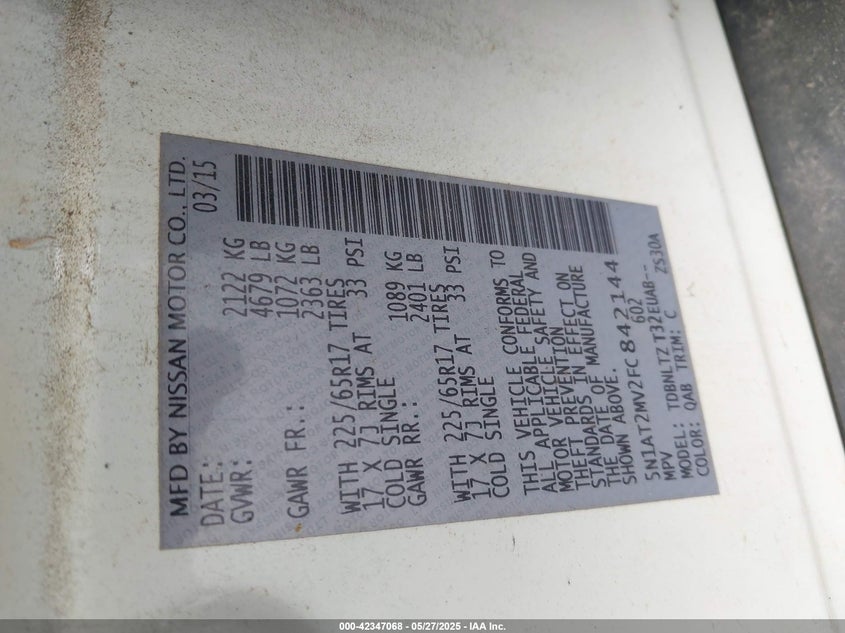 MFD BY NISSAN MOTOR CO., LTD.
DATE: 03/15
GVWR: 2122 KG
4679 LB
GAWR FR.: 1072 KG
2363 LB
WITH 225/65R17 TIRES
17 X 7J RIMS AT 33 PSI
COLD SINGLE
GAWR RR.: 1089 KG
2401 LB
WITH 225/65R17 TIRES
17 X 7J RIMS AT 33 PSI
COLD SINGLE
THIS VEHICLE CONFORMS TO
ALL APPLICABLE FEDERAL
MOTOR VEHICLE SAFETY AND
THEFT PREVENTION
STANDARDS IN EFFECT ON
THE DATE OF MANUFACTURE
SHOWN ABOVE.
5N1AT2MV2FC842144
MPV 602
MODEL: TDBNLTZ T32EUAB--
COLOR: QAB TRIM: C ZS30A
000-42347068 - 05/27/2025 - IAA Inc.